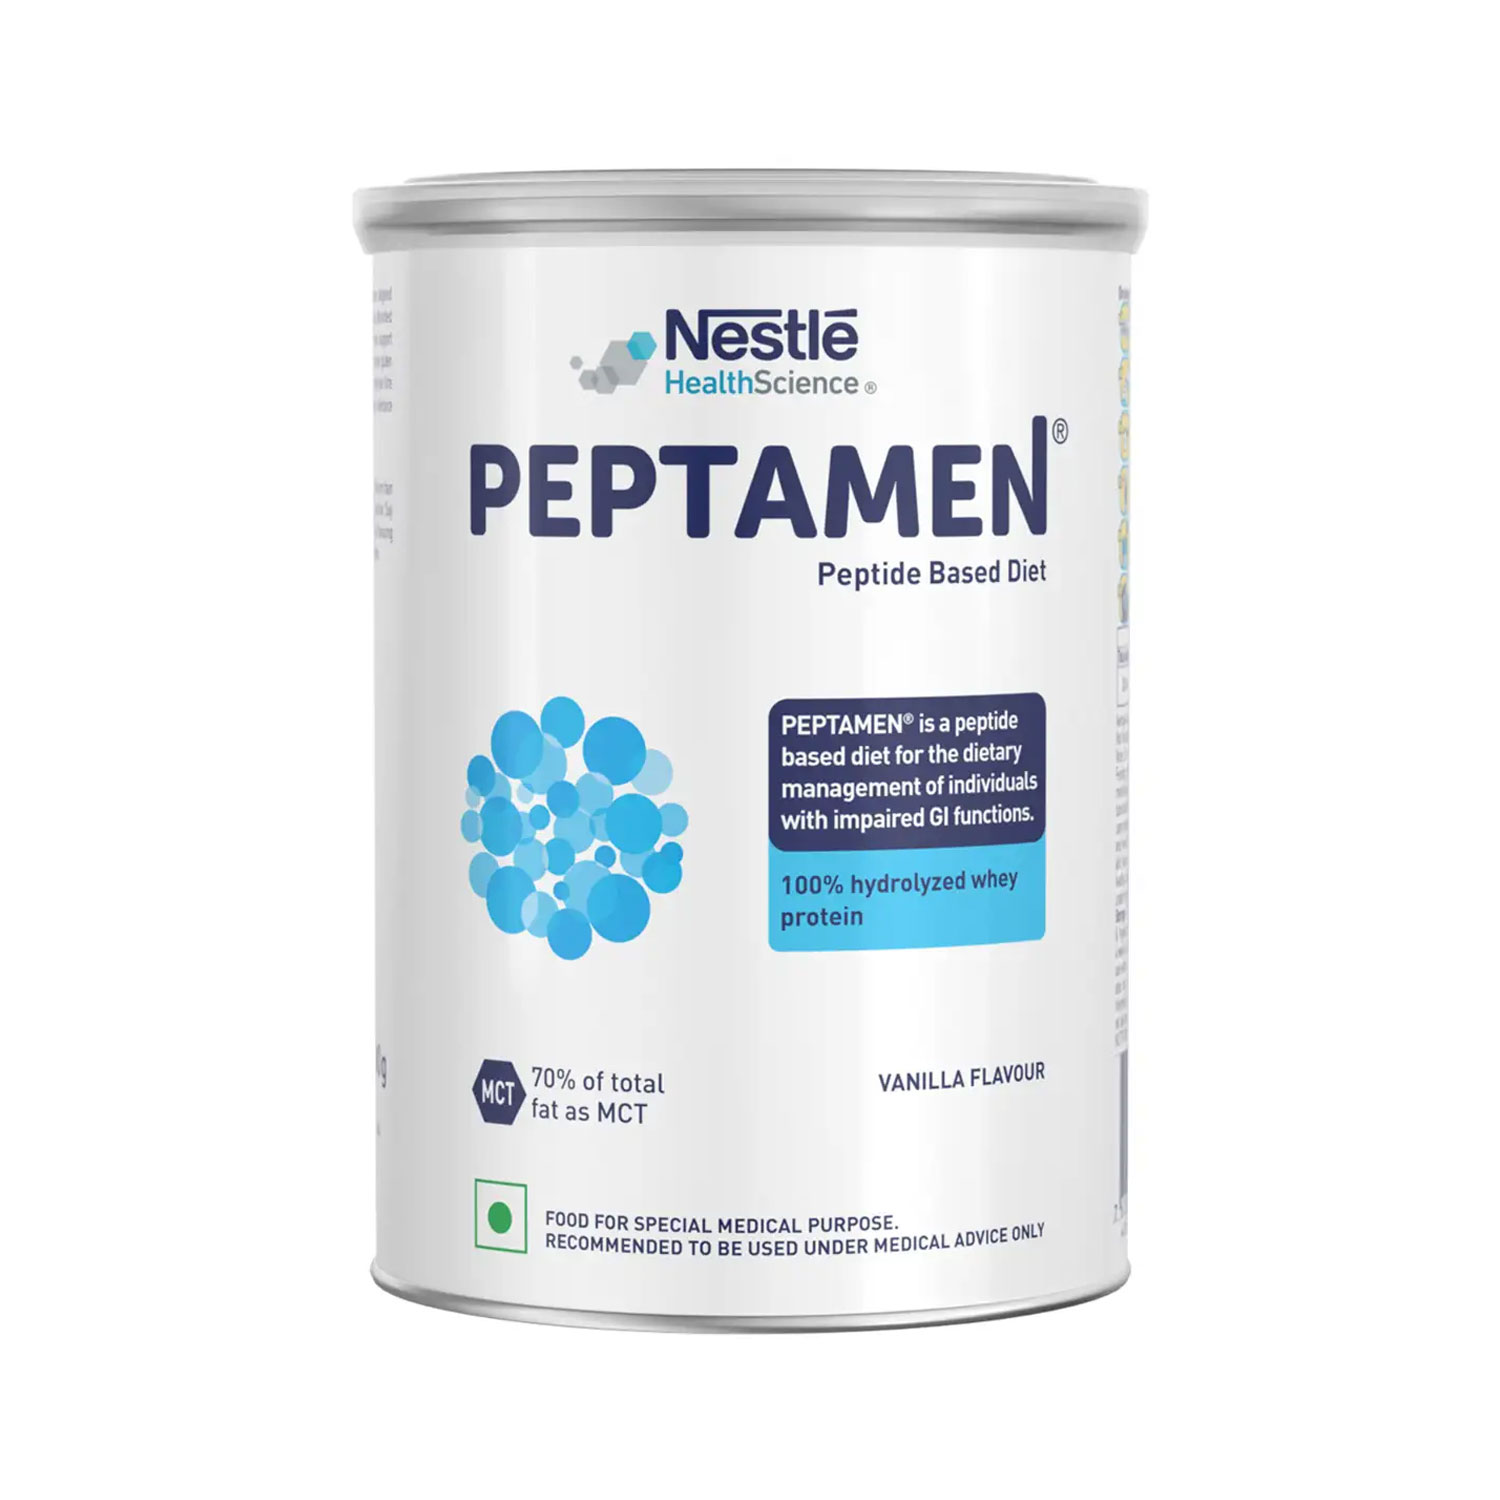 Nestlé
HealthScience ®
PEPTAMEN®
Peptide Based Diet
PEPTAMEN® is a peptide
based diet for the dietary
management of individuals
with impaired GI functions.
100% hydrolyzed whey
protein
MCT
70% of total
fat as MCT
VANILLA FLAVOUR
FOOD FOR SPECIAL MEDICAL PURPOSE.
RECOMMENDED TO BE USED UNDER MEDICAL ADVICE ONLY